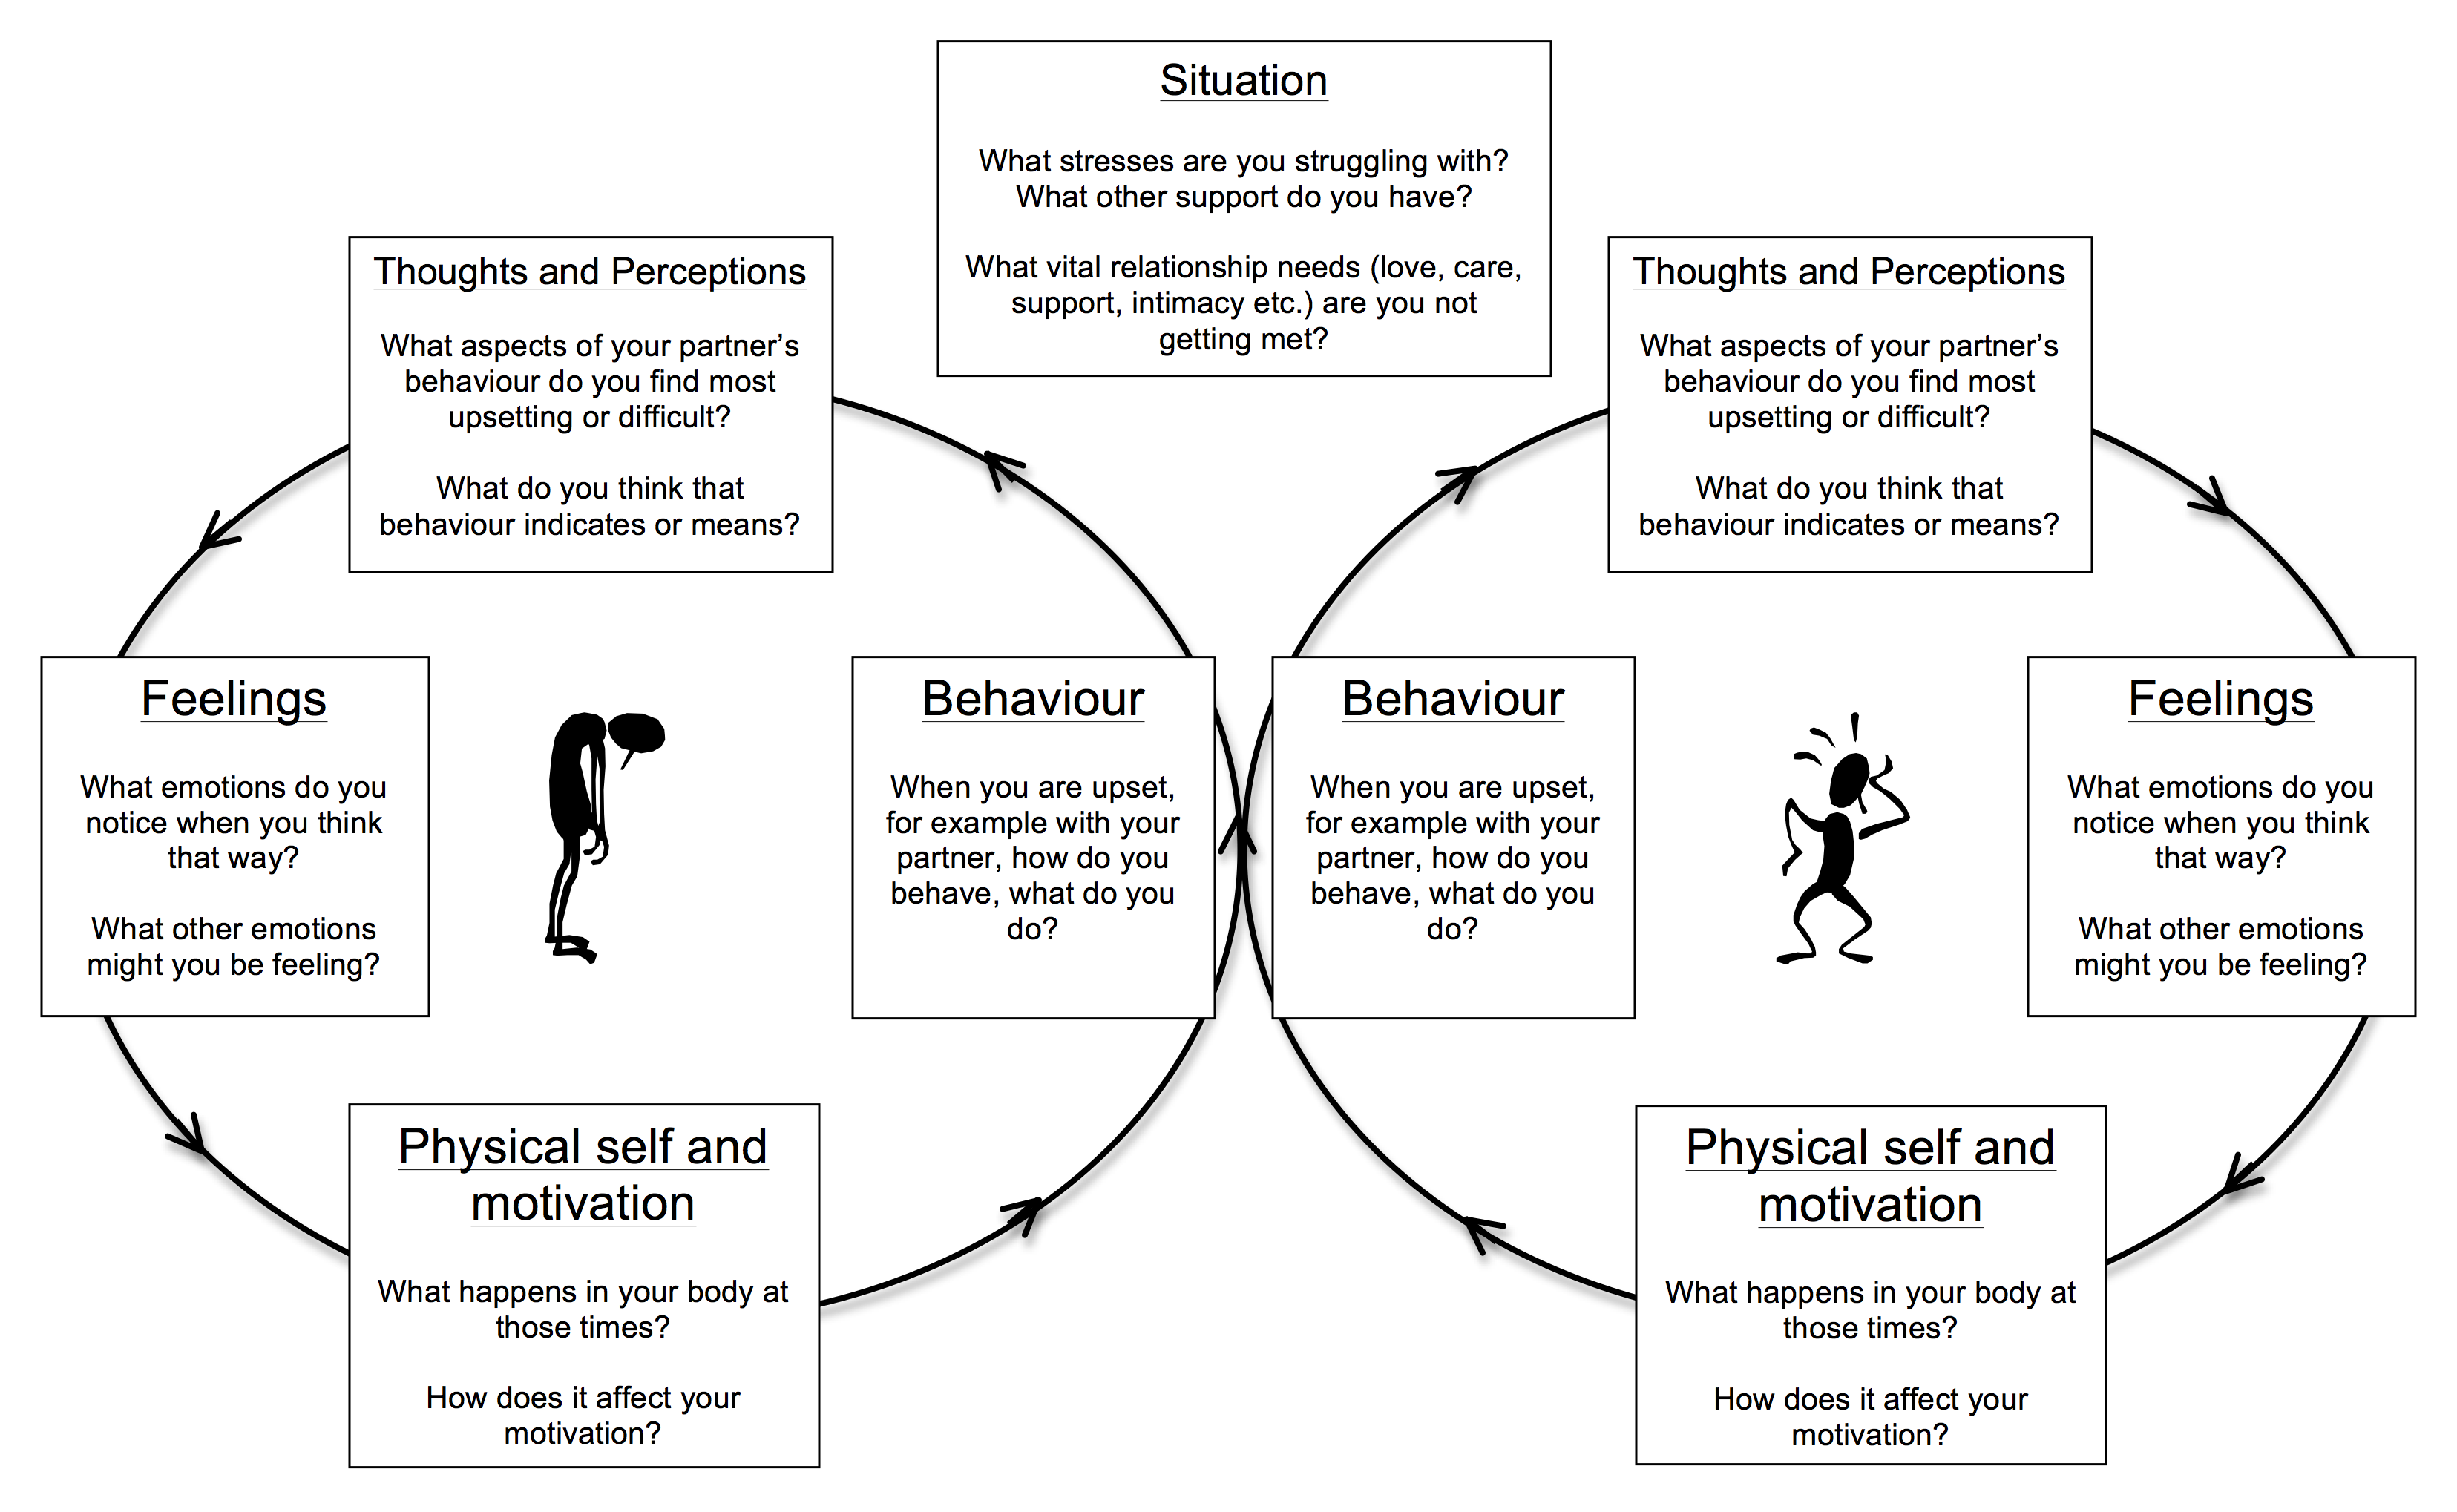 Situation
What stresses are you struggling with?
What other support do you have?
What vital relationship needs (love, care,
support, intimacy etc.) are you not
getting met?
Thoughts and Perceptions
What aspects of your partner’s
behaviour do you find most
upsetting or difficult?
What do you think that
behaviour indicates or means?
Thoughts and Perceptions
What aspects of your partner’s
behaviour do you find most
upsetting or difficult?
What do you think that
behaviour indicates or means?
Feelings
What emotions do you
notice when you think
that way?
What other emotions
might you be feeling?
Behaviour
When you are upset,
for example with your
partner, how do you
behave, what do you
do?
Behaviour
When you are upset,
for example with your
partner, how do you
behave, what do you
do?
Feelings
What emotions do you
notice when you think
that way?
What other emotions
might you be feeling?
Physical self and
motivation
What happens in your body at
those times?
How does it affect your
motivation?
Physical self and
motivation
What happens in your body at
those times?
How does it affect your
motivation?